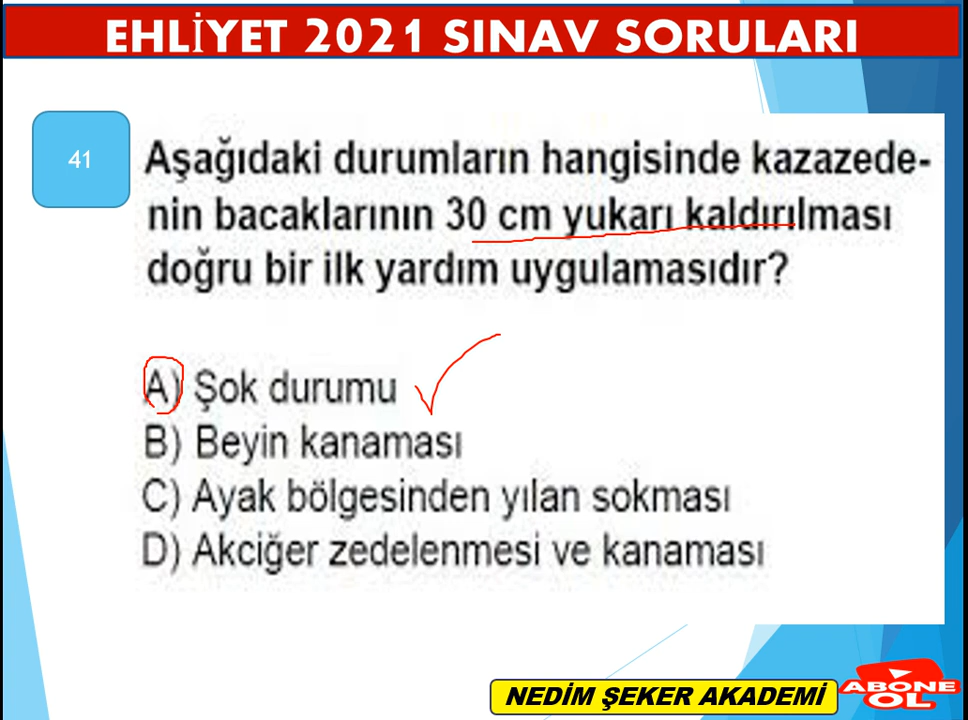 EHLİYET 2021 SINAV SORULARI
41
Aşağıdaki durumların hangisinde kazazede-
nin bacaklarının 30 cm yukarı kaldırılması
doğru bir ilk yardım uygulamasıdır?
A) Şok durumu
B) Beyin kanaması
C) Ayak bölgesinden yılan sokması
D) Akciğer zedelenmesi ve kanaması
NEDİM ŞEKER AKADEMİ
ABONE
OL